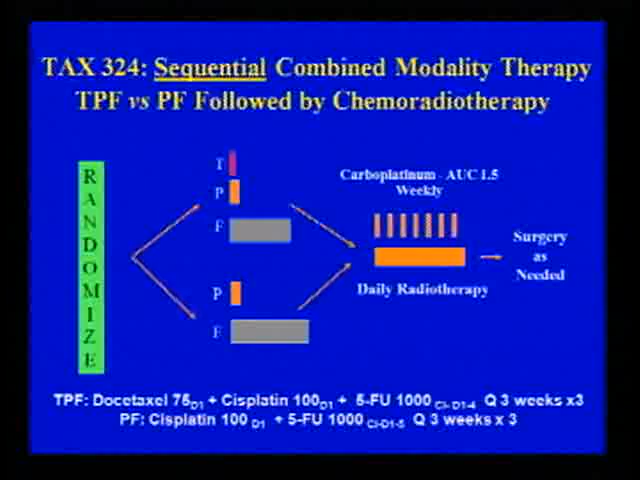 TAX 324: Sequential Combined Modality Therapy
TPF vs PF Followed by Chemoradiotherapy
RANDOMIZE
T
P
F
P
F
Carboplatinum - AUC 1.5
Weekly
Daily Radiotherapy
Surgery
as
Needed
TPF: Docetaxel 75D1 + Cisplatin 100D1 + 5-FU 1000 CI- D1-4 Q 3 weeks x3
PF: Cisplatin 100 D1 + 5-FU 1000 CI-D1-5 Q 3 weeks x 3